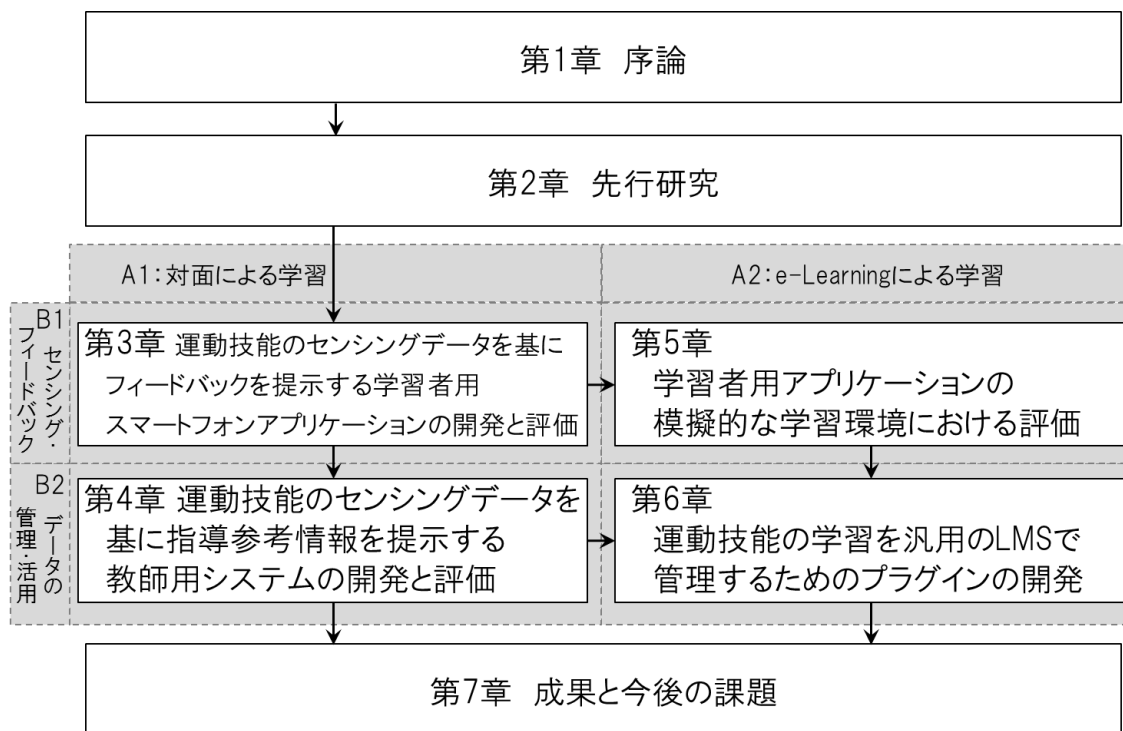 第1章 序論
第2章 先行研究
A1:対面による学習
A2:e-Learningによる学習
B1 センシング・
フィードバック
第3章 運動技能のセンシングデータを基に
フィードバックを提示する学習者用
スマートフォンアプリケーションの開発と評価
第5章
学習者用アプリケーションの
模擬的な学習環境における評価
B2 データの
管理・活用
第4章 運動技能のセンシングデータを
基に指導参考情報を提示する
教師用システムの開発と評価
第6章
運動技能の学習を汎用のLMSで
管理するためのプラグインの開発
第7章 成果と今後の課題